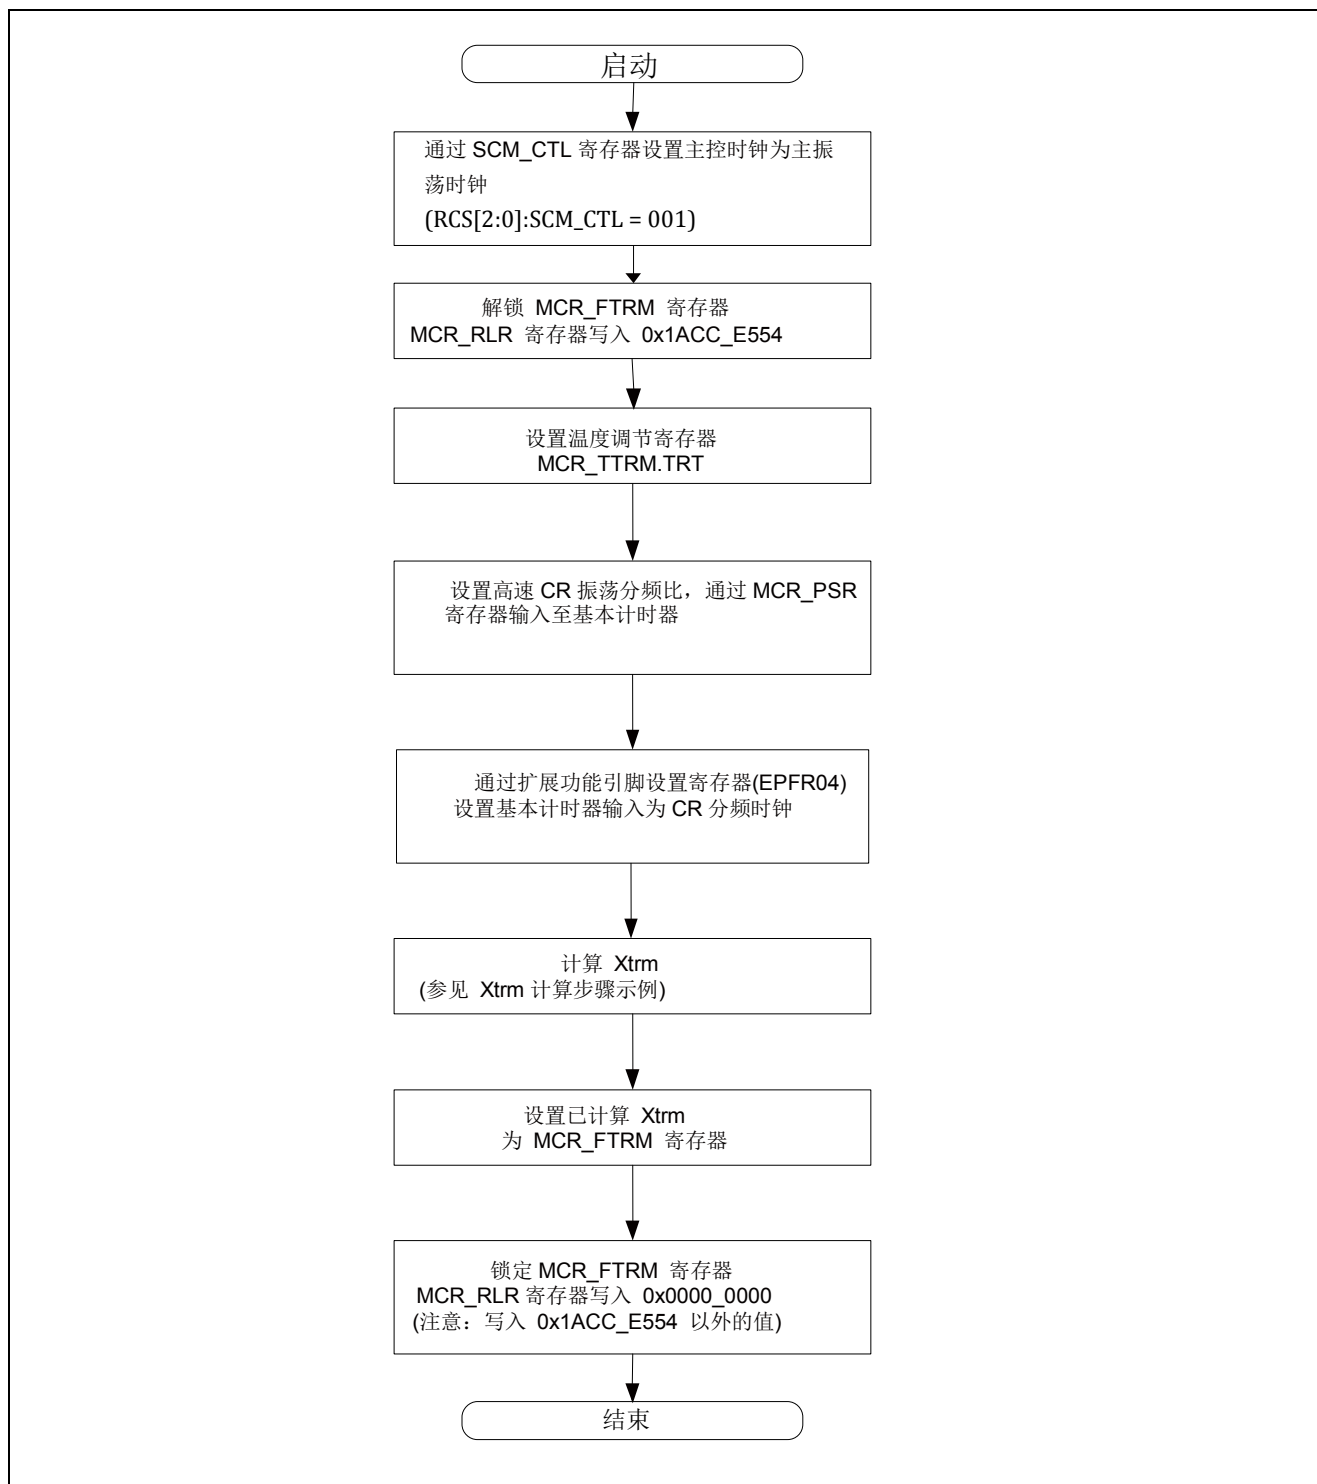 启动
通过 SCM_CTL 寄存器设置主控时钟为主振
荡时钟
(RCS[2:0]:SCM_CTL = 001)
解锁 MCR_FTRM 寄存器
MCR_RLR 寄存器写入 0x1ACC_E554
设置温度调节寄存器
MCR_TTRM.TRT
设置高速 CR 振荡分频比，通过 MCR_PSR
寄存器输入至基本计时器
通过扩展功能引脚设置寄存器(EPFR04)
设置基本计时器输入为 CR 分频时钟
计算 Xtrm
(参见 Xtrm 计算步骤示例)
设置已计算 Xtrm
为 MCR_FTRM 寄存器
锁定 MCR_FTRM 寄存器
MCR_RLR 寄存器写入 0x0000_0000
(注意：写入 0x1ACC_E554 以外的值)
结束